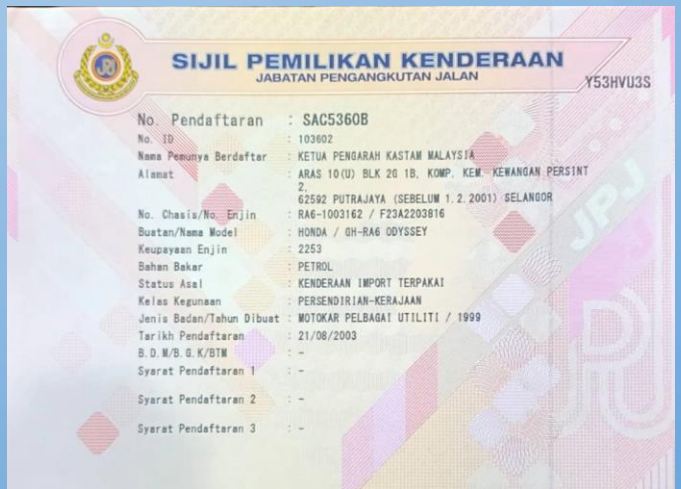 SIJIL PEMILIKAN KENDERAAN
JABATAN PENGANGKUTAN JALAN
Y53HVU3S
No. Pendaftaran : SAC5360B
No. ID : 103602
Nama Pemunya Berdaftar : KETUA PENGARAH KASTAM MALAYSIA
Alamat : ARAS 10(U) BLK 2G 1B, KOMP. KEM. KEWANGAN PERSINT
2,
62592 PUTRAJAYA (SEBELUM 1.2.2001) SELANGOR
No. Chasis/No. Enjin : RA6-1003162 / F23A2203816
Buatan/Nama Model : HONDA / GH-RA6 ODYSSEY
Keupayaan Enjin : 2253
Bahan Bakar : PETROL
Status Asal : KENDERAAN IMPORT TERPAKAI
Kelas Kegunaan : PERSENDIRIAN-KERAJAAN
Jenis Badan/Tahun Dibuat : MOTOKAR PELBAGAI UTILITI / 1999
Tarikh Pendaftaran : 21/08/2003
B.D.M/B.G.K/BTM : -
Syarat Pendaftaran 1 : -
Syarat Pendaftaran 2 : -
Syarat Pendaftaran 3 : -
JPJ